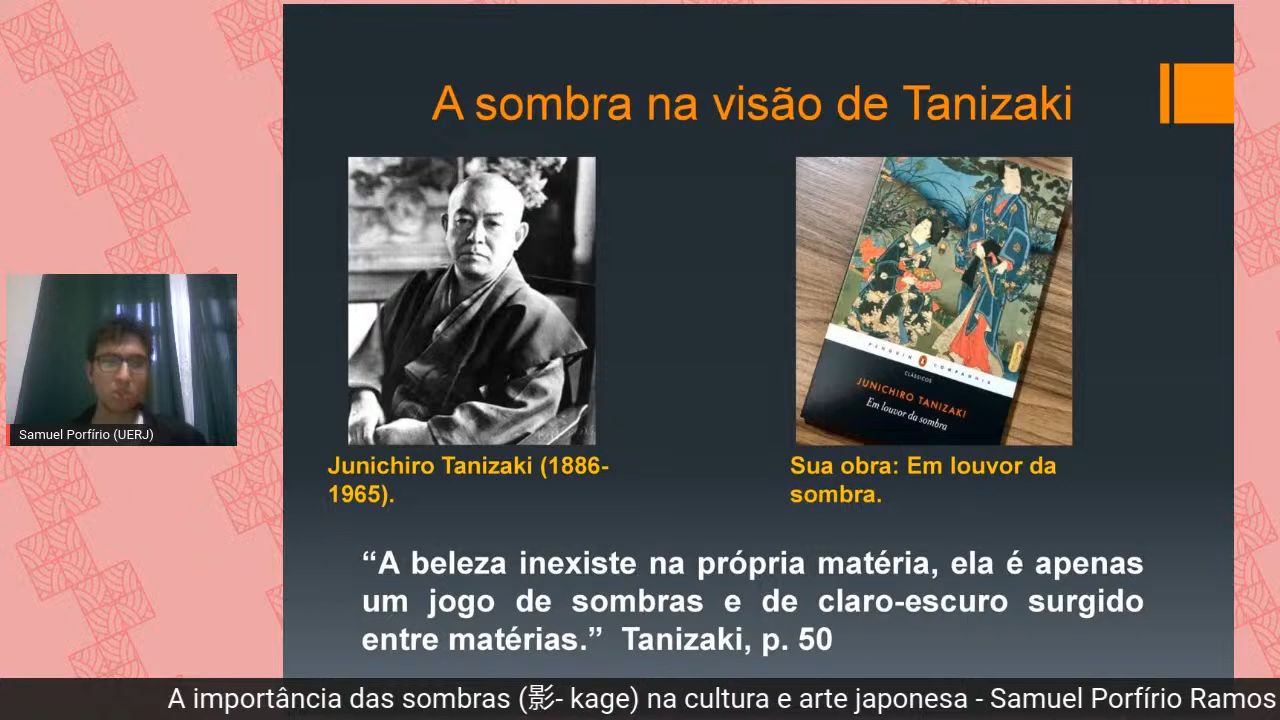 A sombra na visão de Tanizaki
PENGUIN COMPANHIA
CLÁSSICOS
JUNICHIRO TANIZAKI
Em louvor da sombra
Samuel Porfírio (UERJ)
Junichiro Tanizaki (1886-
1965).
Sua obra: Em louvor da
sombra.
“A beleza inexiste na própria matéria, ela é apenas
um jogo de sombras e de claro-escuro surgido
entre matérias.” Tanizaki, p. 50
A importância das sombras (影- kage) na cultura e arte japonesa - Samuel Porfírio Ramos